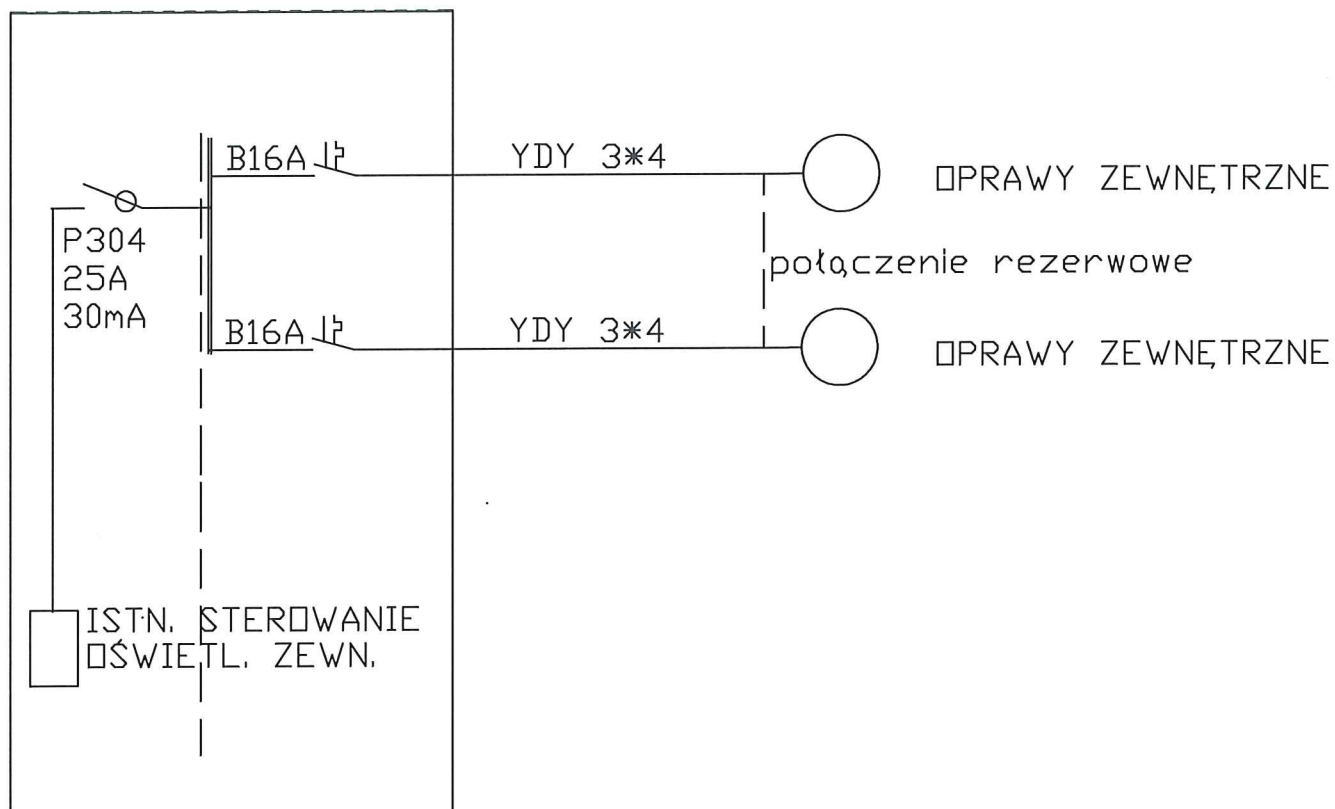 B16A
YDY 3*4
OPRAWY ZEWNĘTRZNE
P304
25A
30mA
połączenie rezerwowe
B16A
YDY 3*4
OPRAWY ZEWNĘTRZNE
ISTN. STEROWANIE
OŚWIETL. ZEWN.